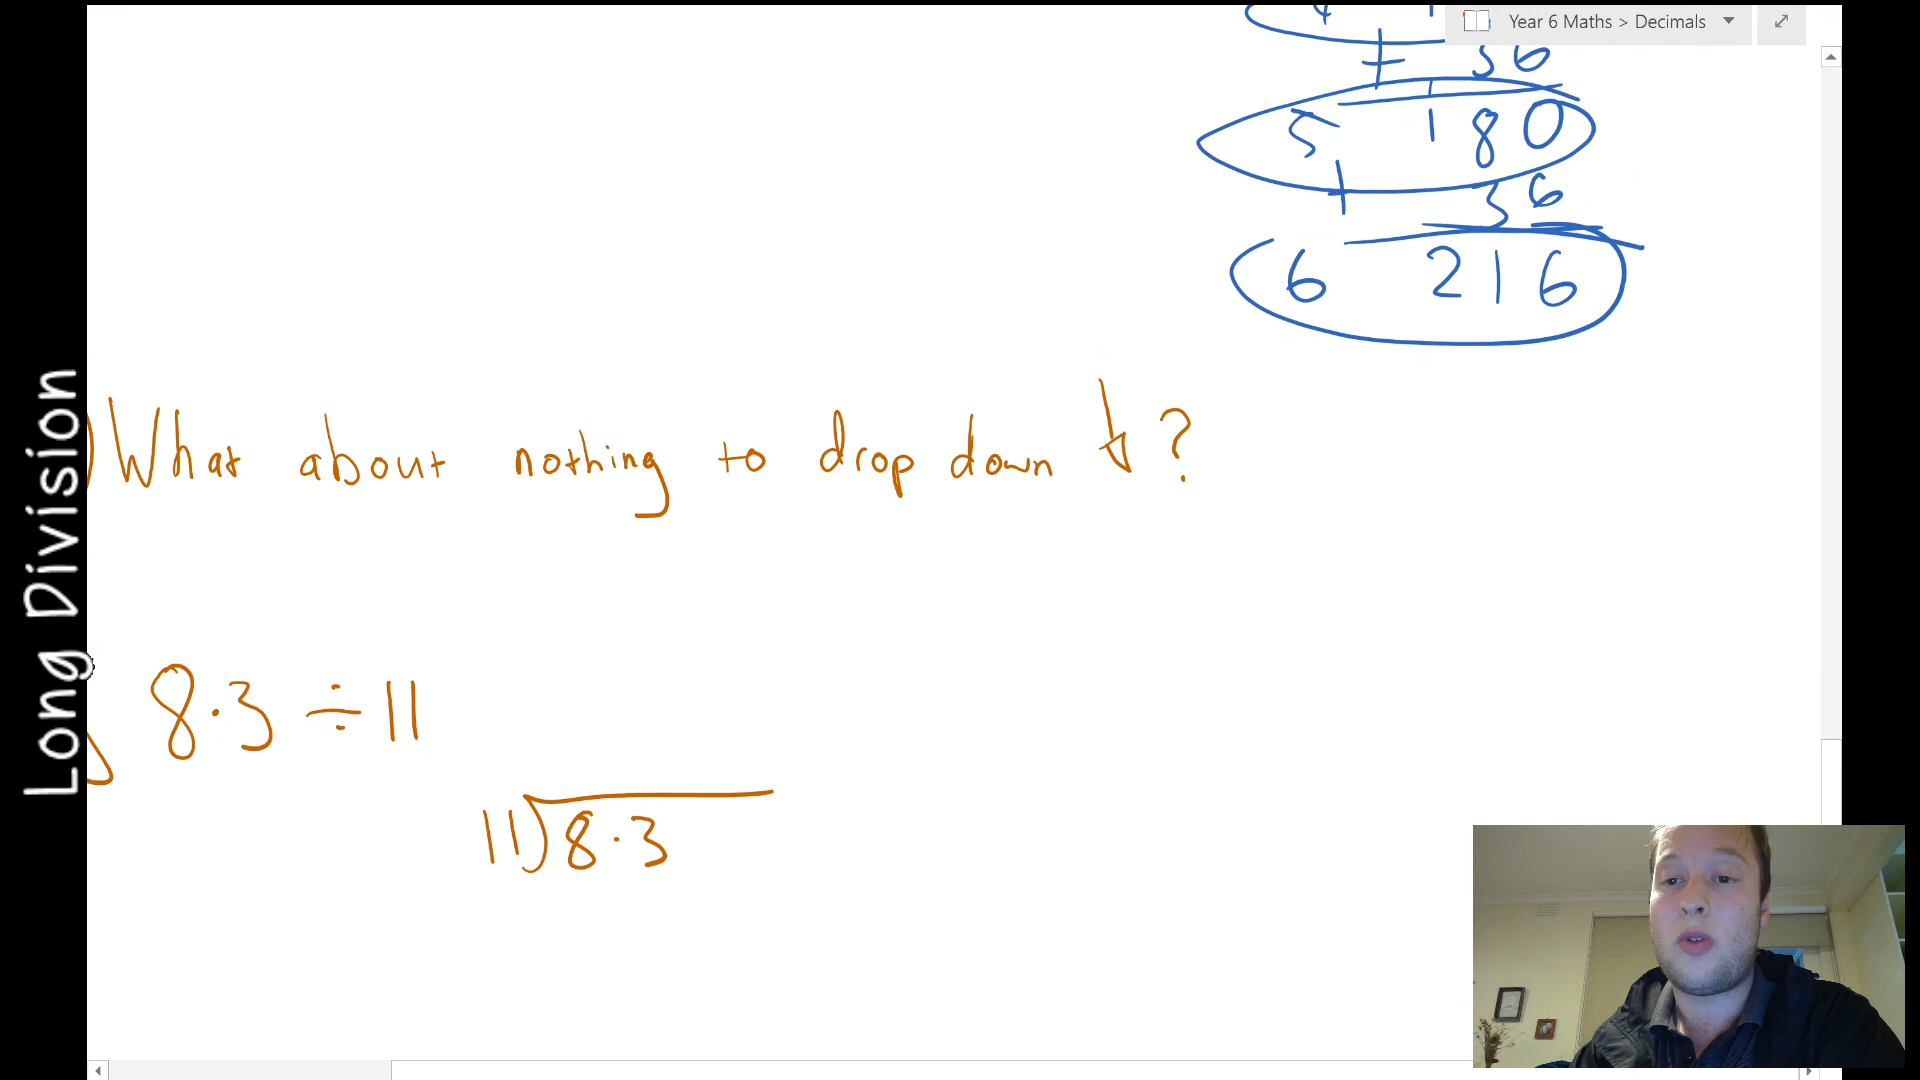 Year 6 Maths > Decimals
36
5 180
+ 36
6 216
What about nothing to drop down ↓?
8.3 ÷ 11
11)8.3
Long Division